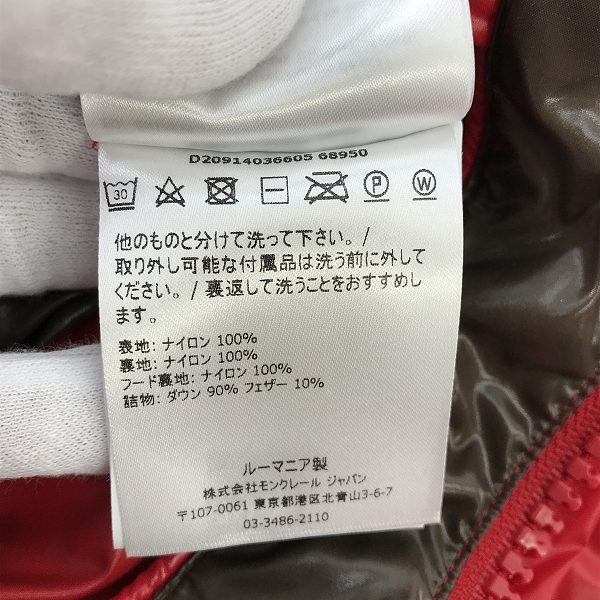 D20914036605 68950
30 P W
他のものと分けて洗って下さい。/
取り外し可能な付属品は洗う前に外して
ください。/ 裏返して洗うことをおすすめし
ます。
表地: ナイロン 100%
裏地: ナイロン 100%
フード裏地: ナイロン 100%
詰物: ダウン 90% フェザー 10%
ルーマニア製
株式会社モンクレール ジャパン
〒107-0061 東京都港区北青山3-6-7
03-3486-2110